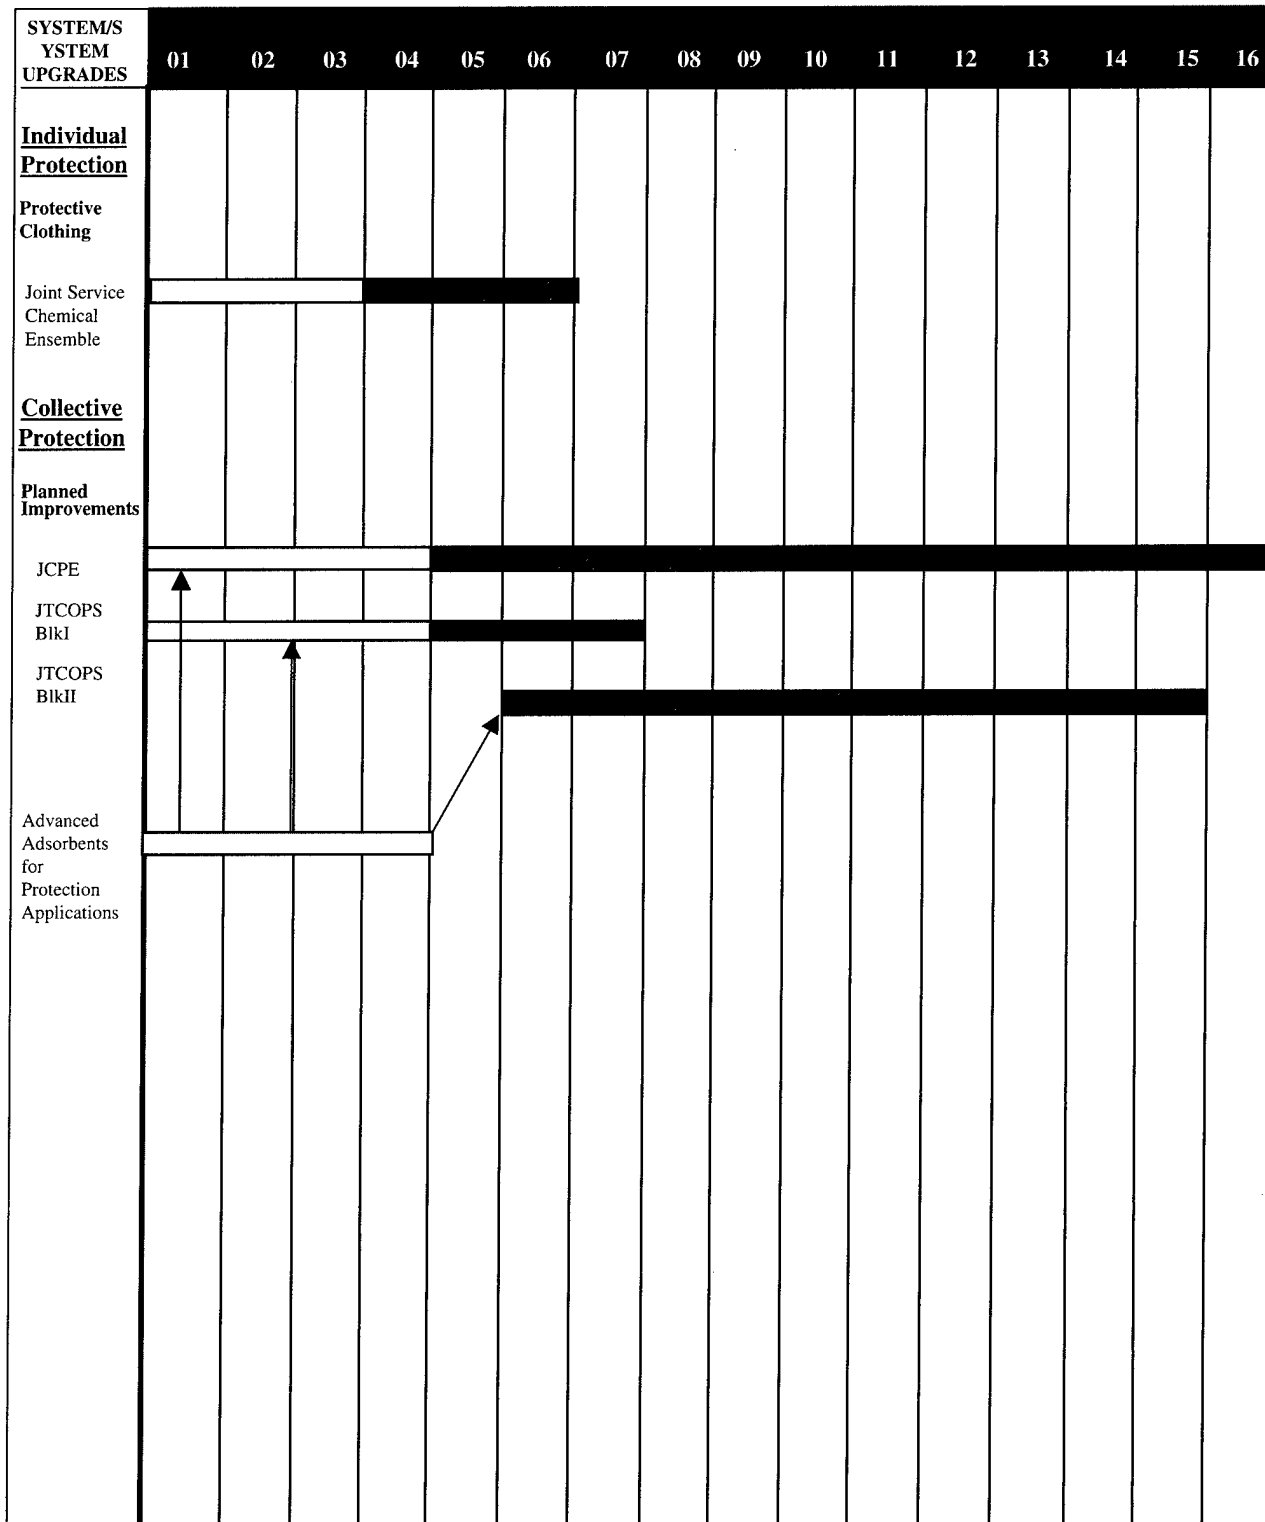 SYSTEM/S
YSTEM
UPGRADES
01 02 03 04 05 06 07 08 09 10 11 12 13 14 15 16
Individual
Protection
Protective
Clothing
Joint Service
Chemical
Ensemble
Collective
Protection
Planned
Improvements
JCPE
JTCOPS
BlkI
JTCOPS
BlkII
Advanced
Adsorbents
for
Protection
Applications